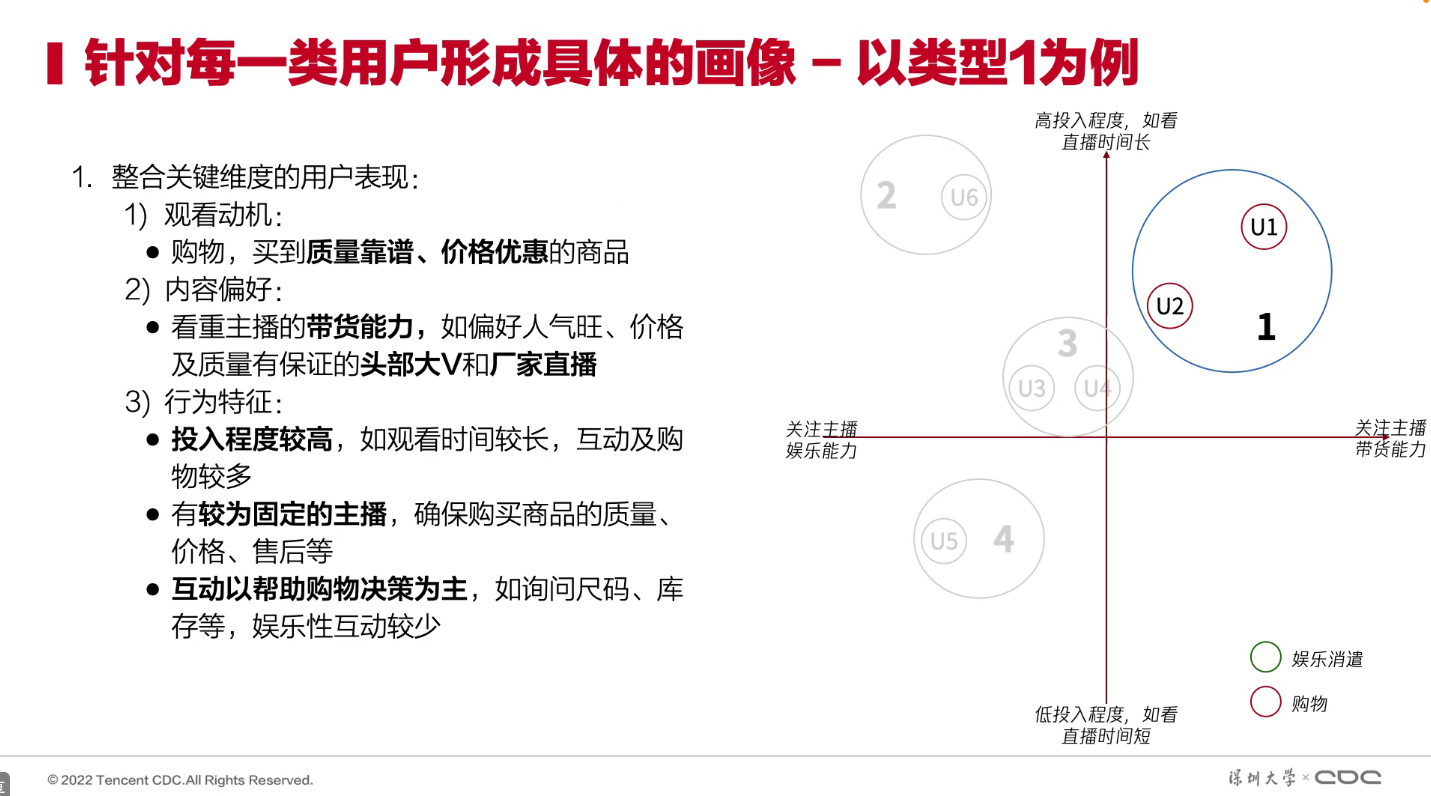 针对每一类用户形成具体的画像 – 以类型1为例
1. 整合关键维度的用户表现：
1) 观看动机：
● 购物，买到质量靠谱、价格优惠的商品
2) 内容偏好：
● 看重主播的带货能力，如偏好人气旺、价格
及质量有保证的头部大V和厂家直播
3) 行为特征：
● 投入程度较高，如观看时间较长，互动及购
物较多
● 有较为固定的主播，确保购买商品的质量、
价格、售后等
● 互动以帮助购物决策为主，如询问尺码、库
存等，娱乐性互动较少
高投入程度，如看
直播时间长
2
U6
U1
U2
1
3
U3
U4
关注主播
娱乐能力
关注主播
带货能力
U5
4
娱乐消遣
购物
低投入程度，如看
直播时间短
© 2022 Tencent CDC.All Rights Reserved.
深圳大学 × CDC